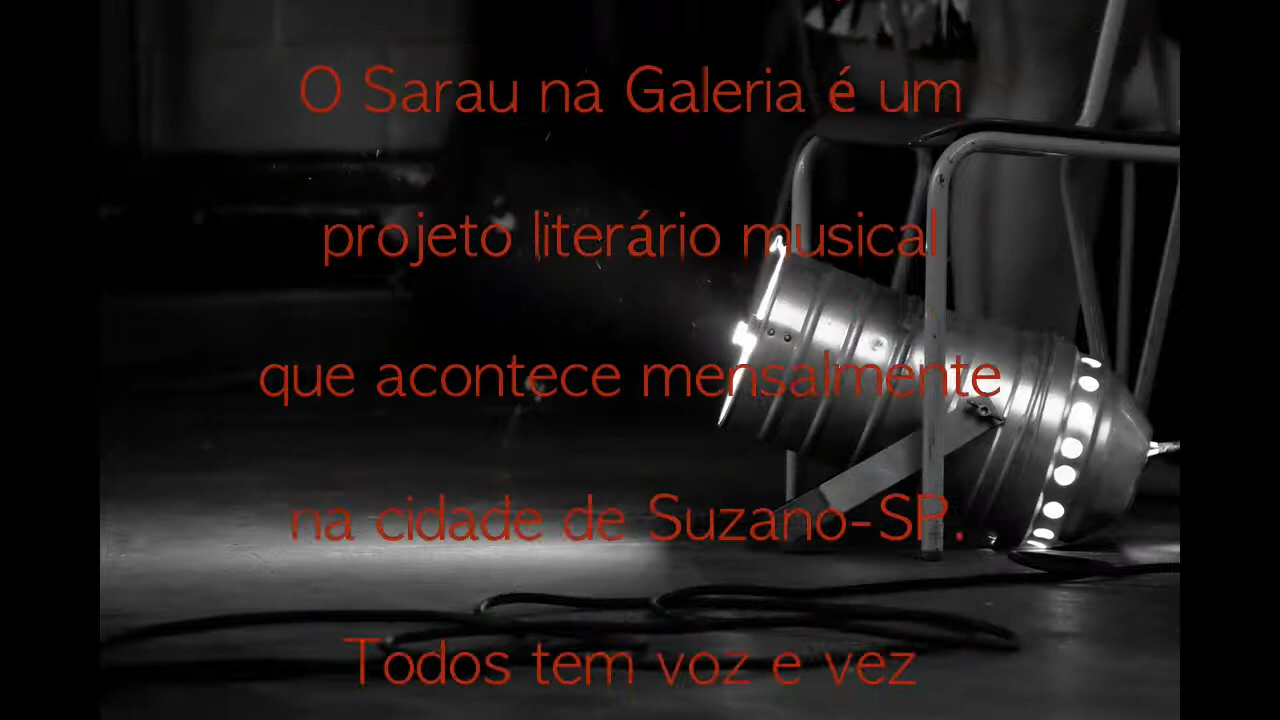 O Sarau na Galeria é um
projeto literário musical
que acontece mensalmente
na cidade de Suzano-SP.
Todos tem voz e vez